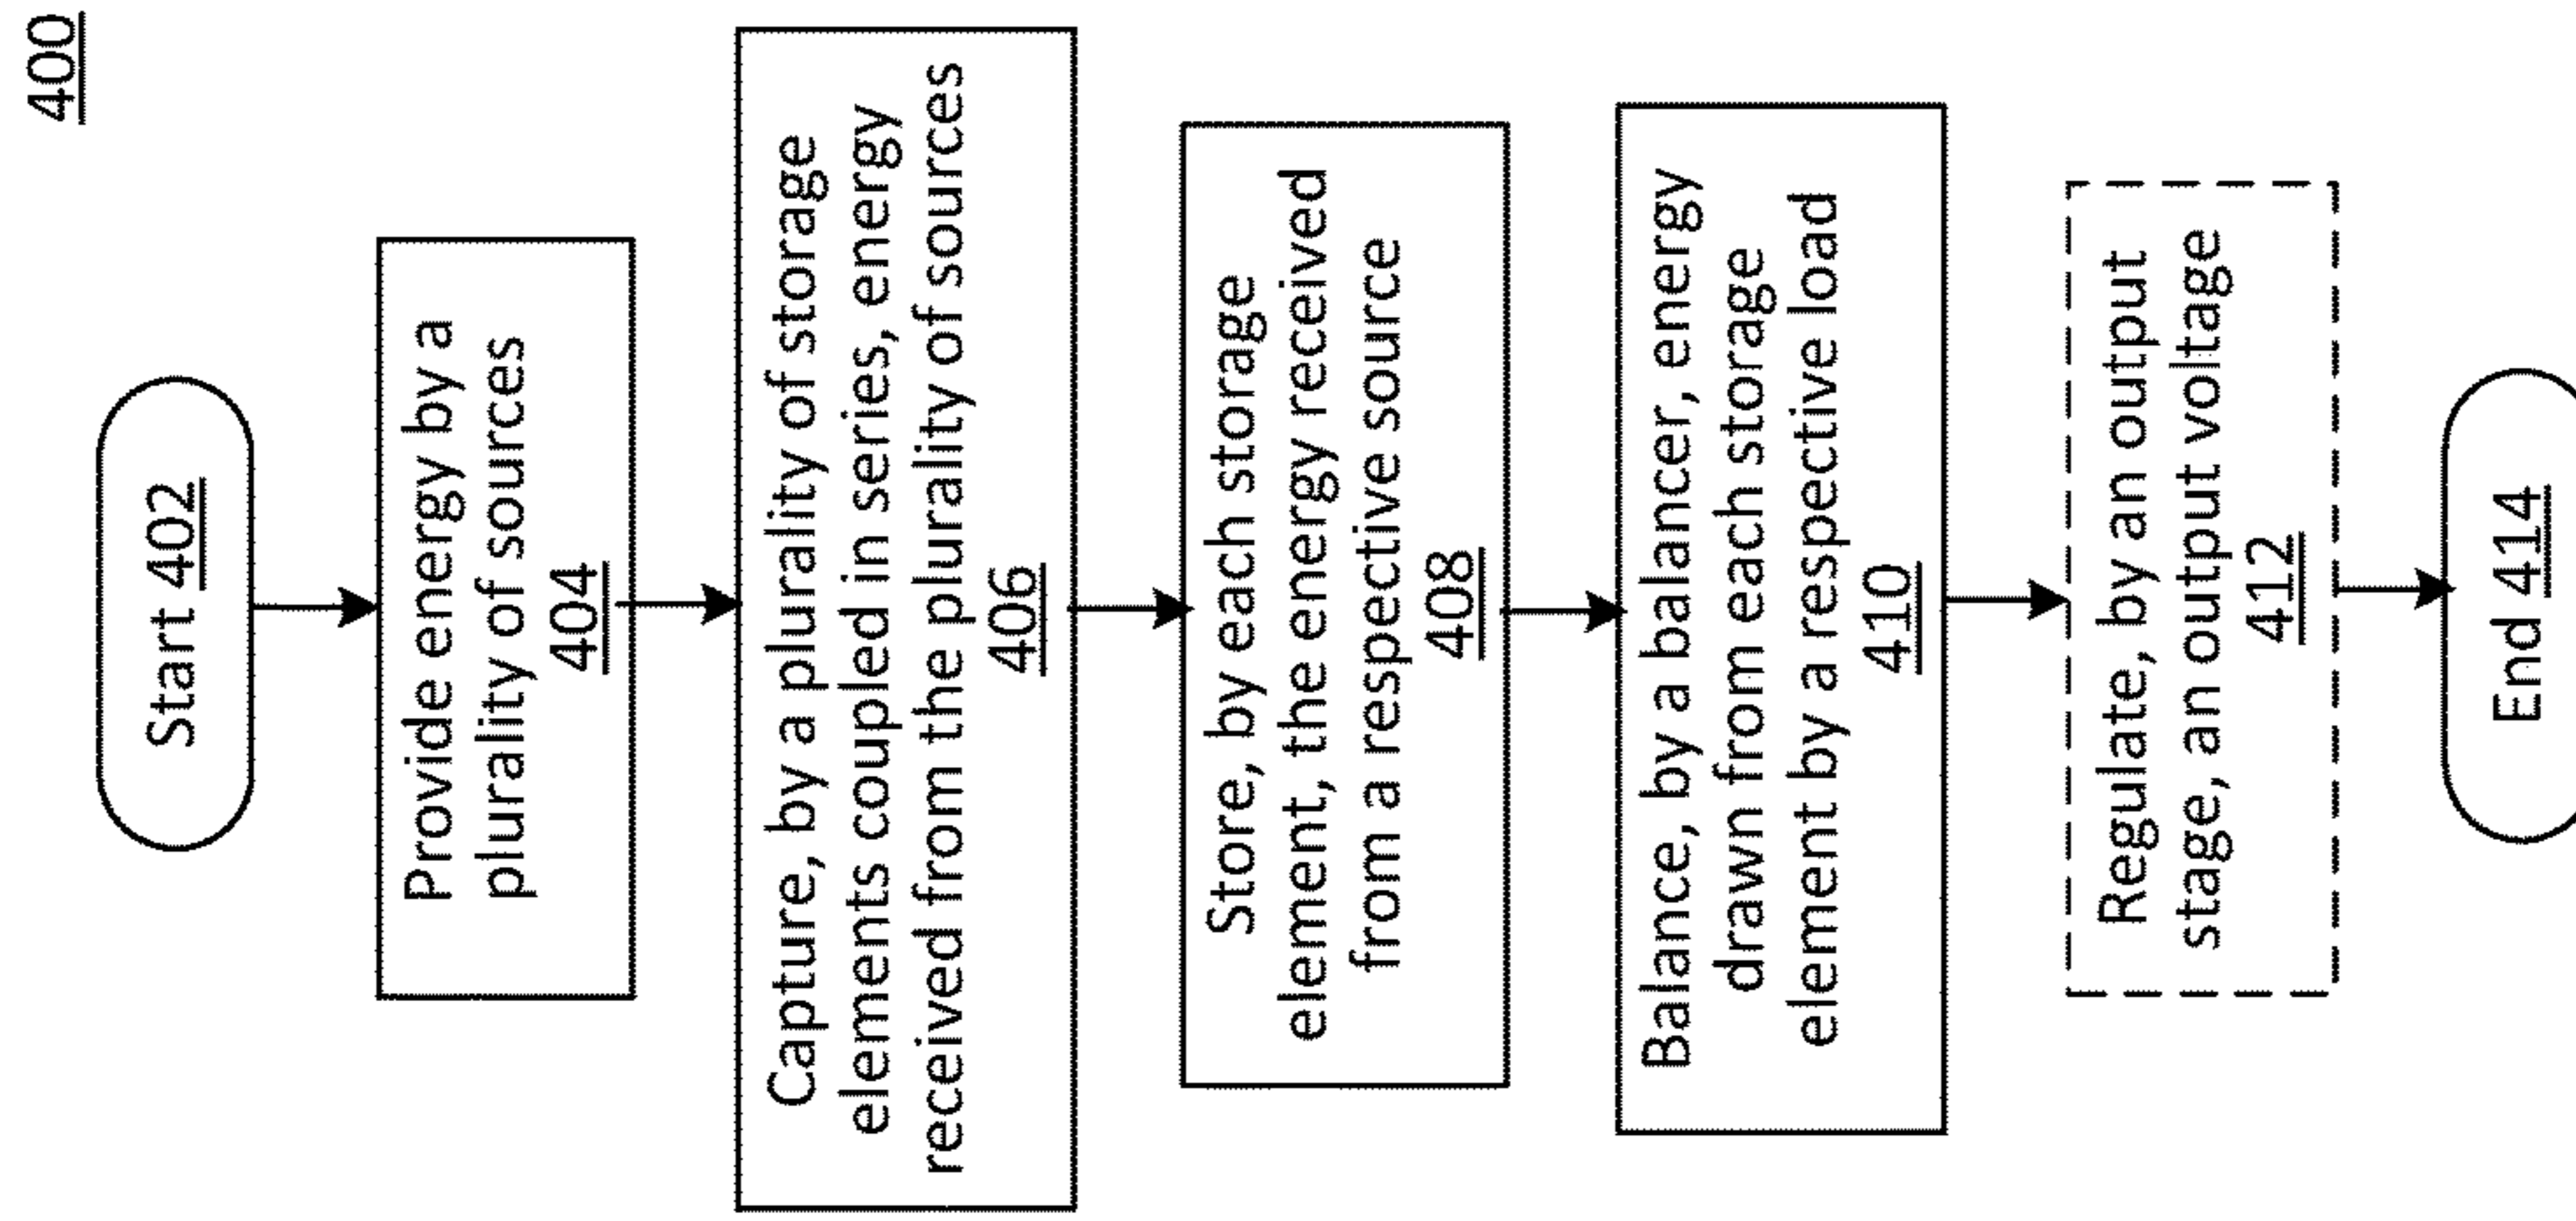 400
Start 402
Provide energy by a
plurality of sources
404
Capture, by a plurality of storage
elements coupled in series, energy
received from the plurality of sources
406
Store, by each storage
element, the energy received
from a respective source
408
Balance, by a balancer, energy
drawn from each storage
element by a respective load
410
Regulate, by an output
stage, an output voltage
412
End 414